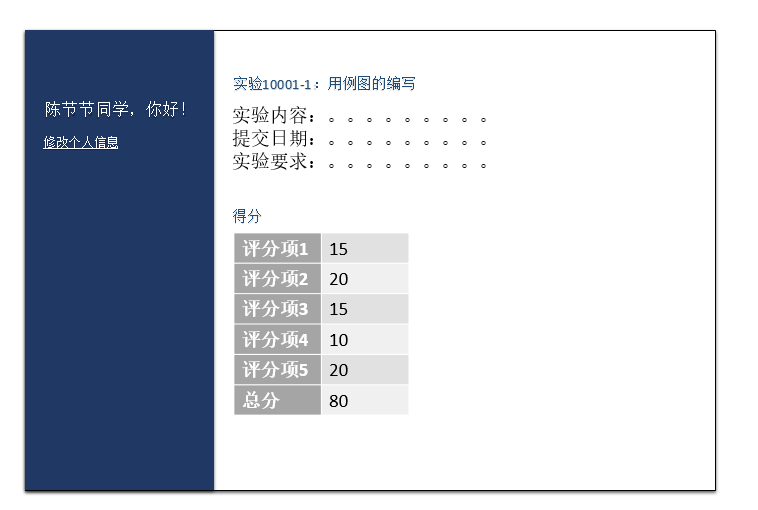 陈节节同学，你好！
修改个人信息
实验10001-1：用例图的编写
实验内容：。。。。。。。。。
提交日期：。。。。。。。。。
实验要求：。。。。。。。。。
得分
评分项1 15
评分项2 20
评分项3 15
评分项4 10
评分项5 20
总分 80